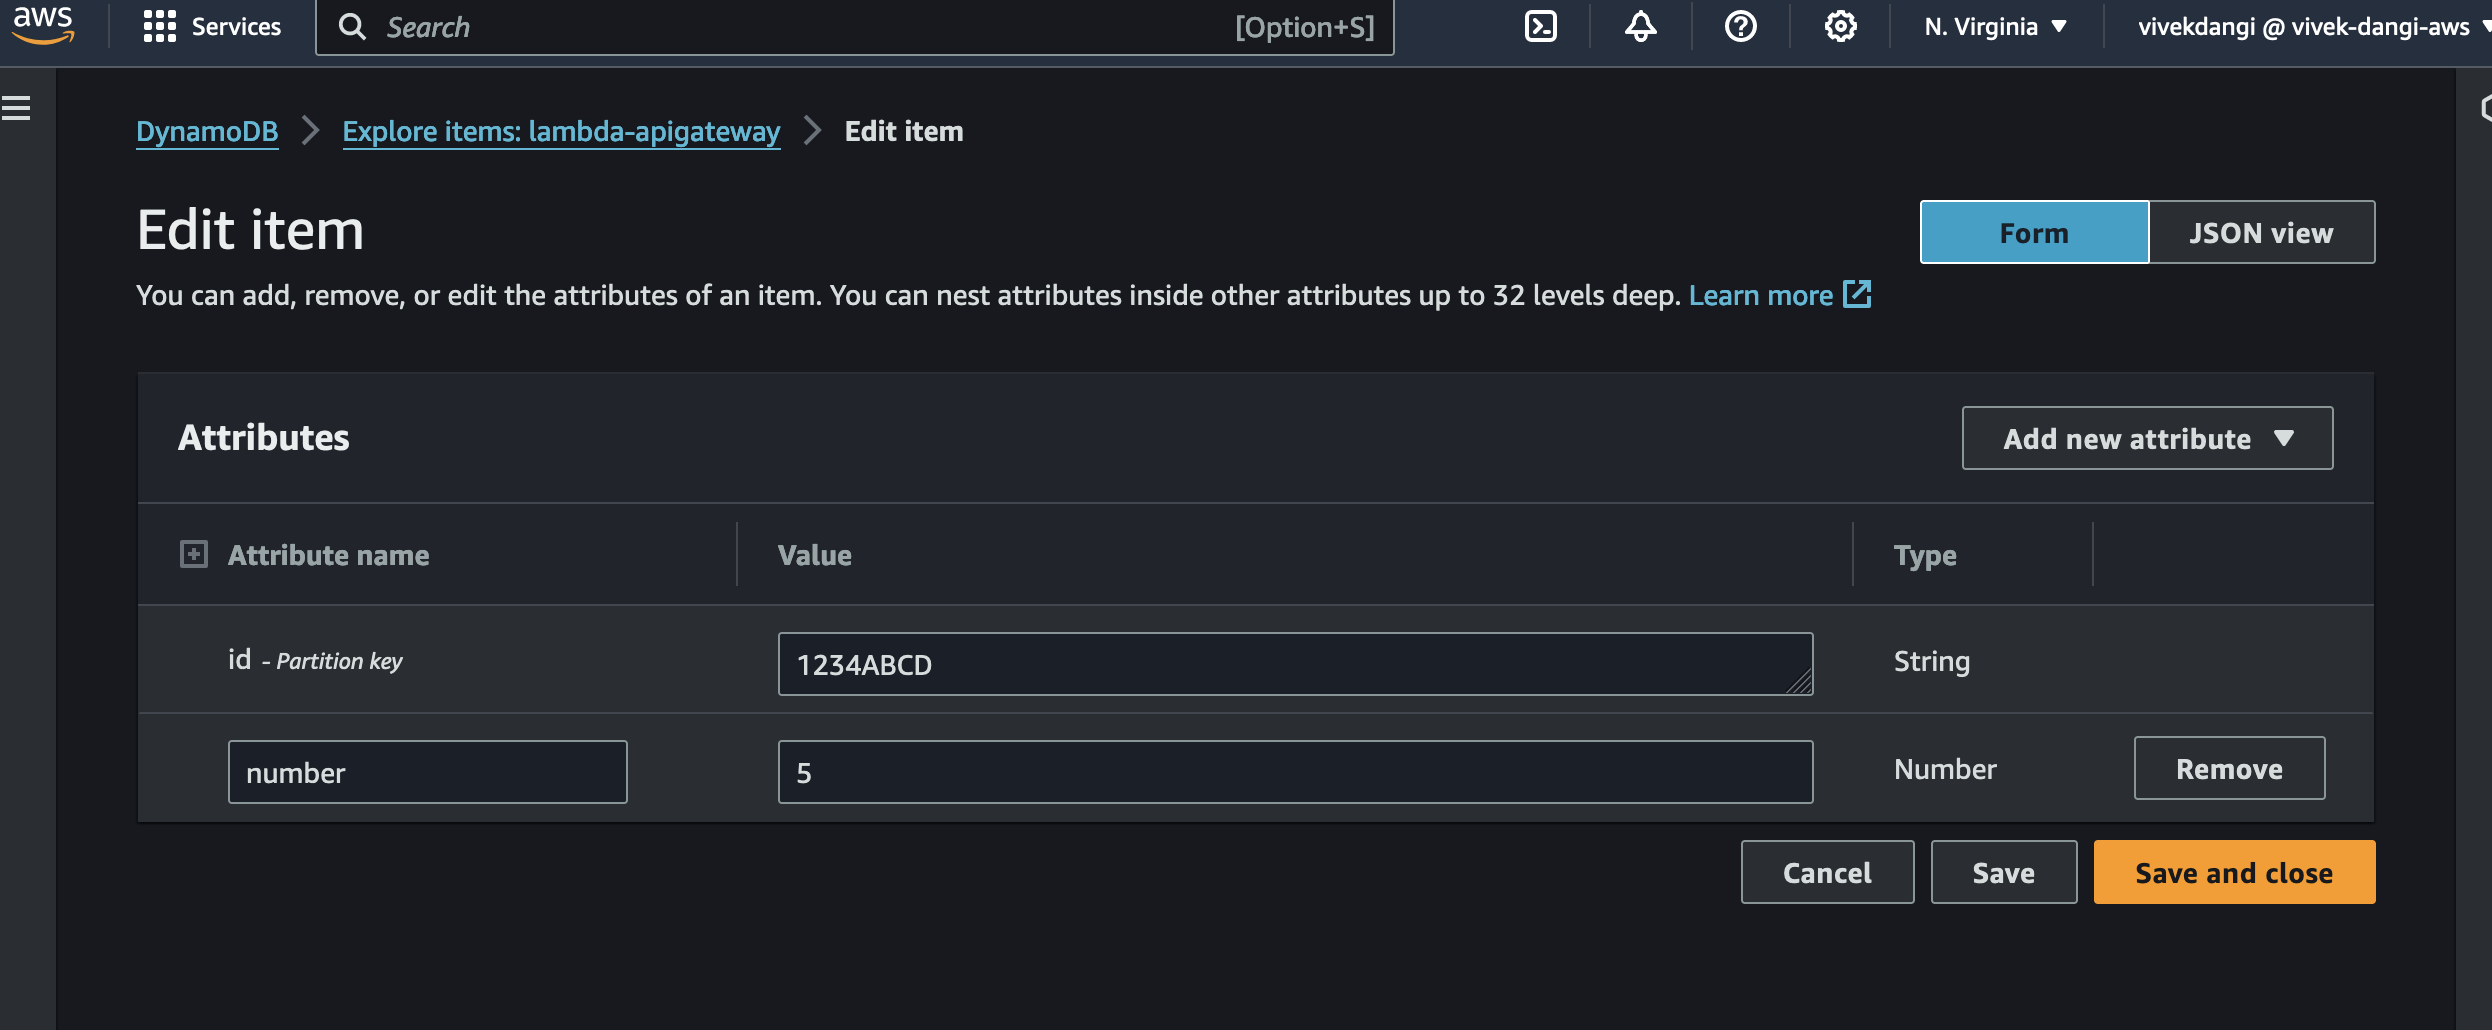 aws Services Search [Option+S] N. Virginia vivekdangi @ vivek-dangi-aws
DynamoDB Explore items: lambda-apigateway Edit item
Edit item
Form JSON view
You can add, remove, or edit the attributes of an item. You can nest attributes inside other attributes up to 32 levels deep. Learn more
Attributes
Add new attribute
Attribute name Value Type
id - Partition key 1234ABCD String
number 5 Number Remove
Cancel Save Save and close